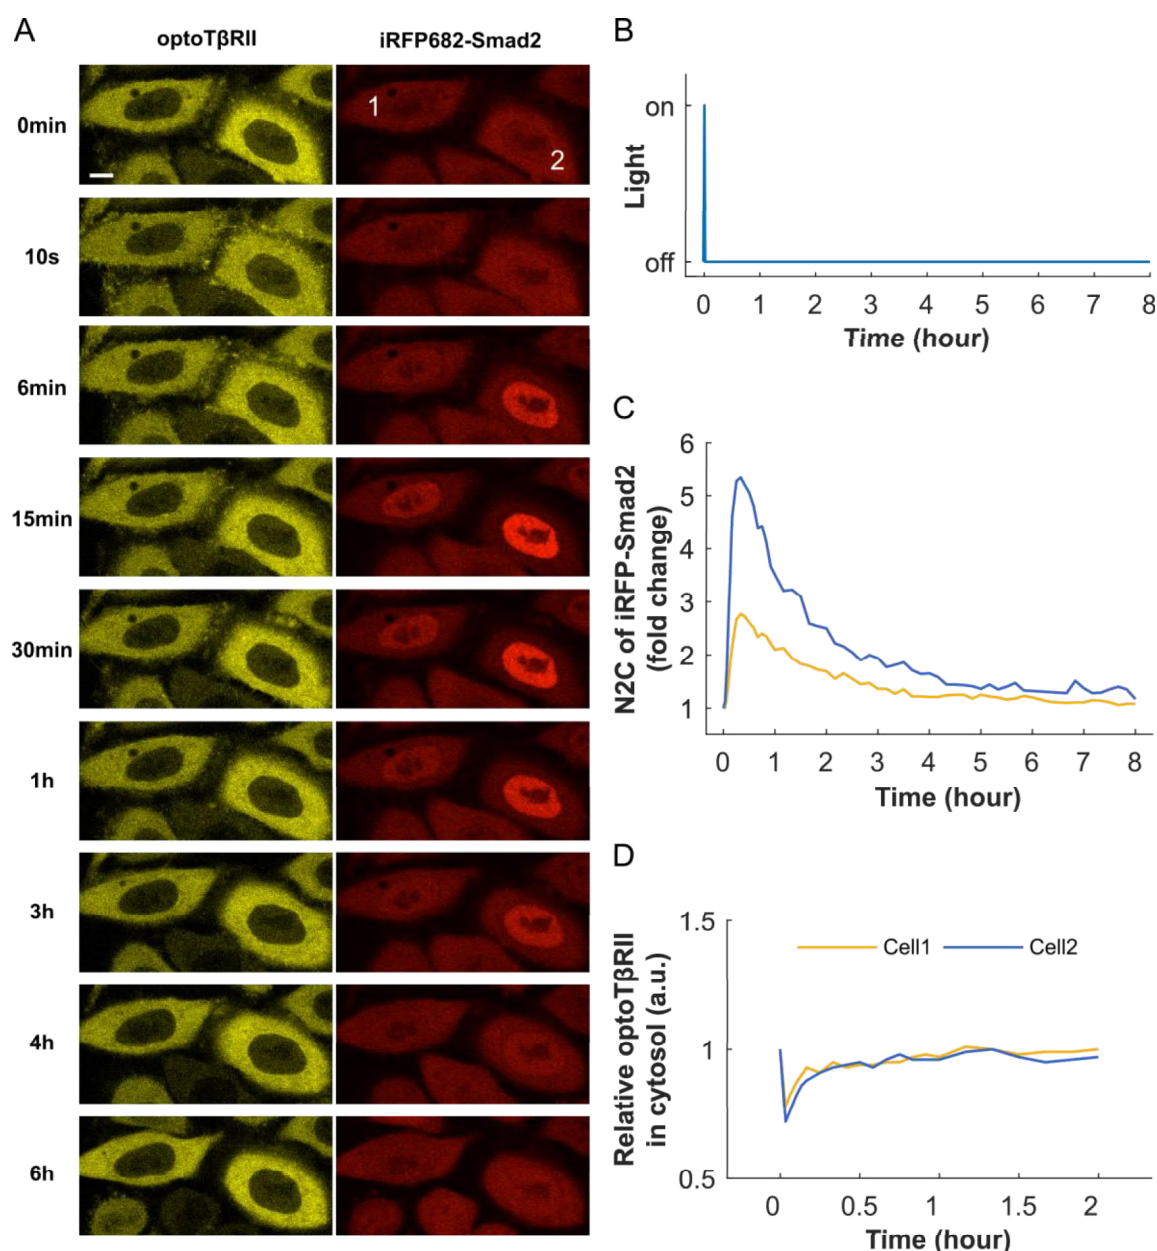 A
optoTβRII
iRFP682-Smad2
0min
1
2
10s
6min
15min
30min
1h
3h
4h
6h
B
on
Light
off
0 1 2 3 4 5 6 7 8
Time (hour)
C
6
5
4
3
2
1
N2C of iRFP-Smad2
(fold change)
0 1 2 3 4 5 6 7 8
Time (hour)
D
1.5
1
0.5
Relative optoTβRII
in cytosol (a.u.)
Cell1 Cell2
0 0.5 1 1.5 2
Time (hour)